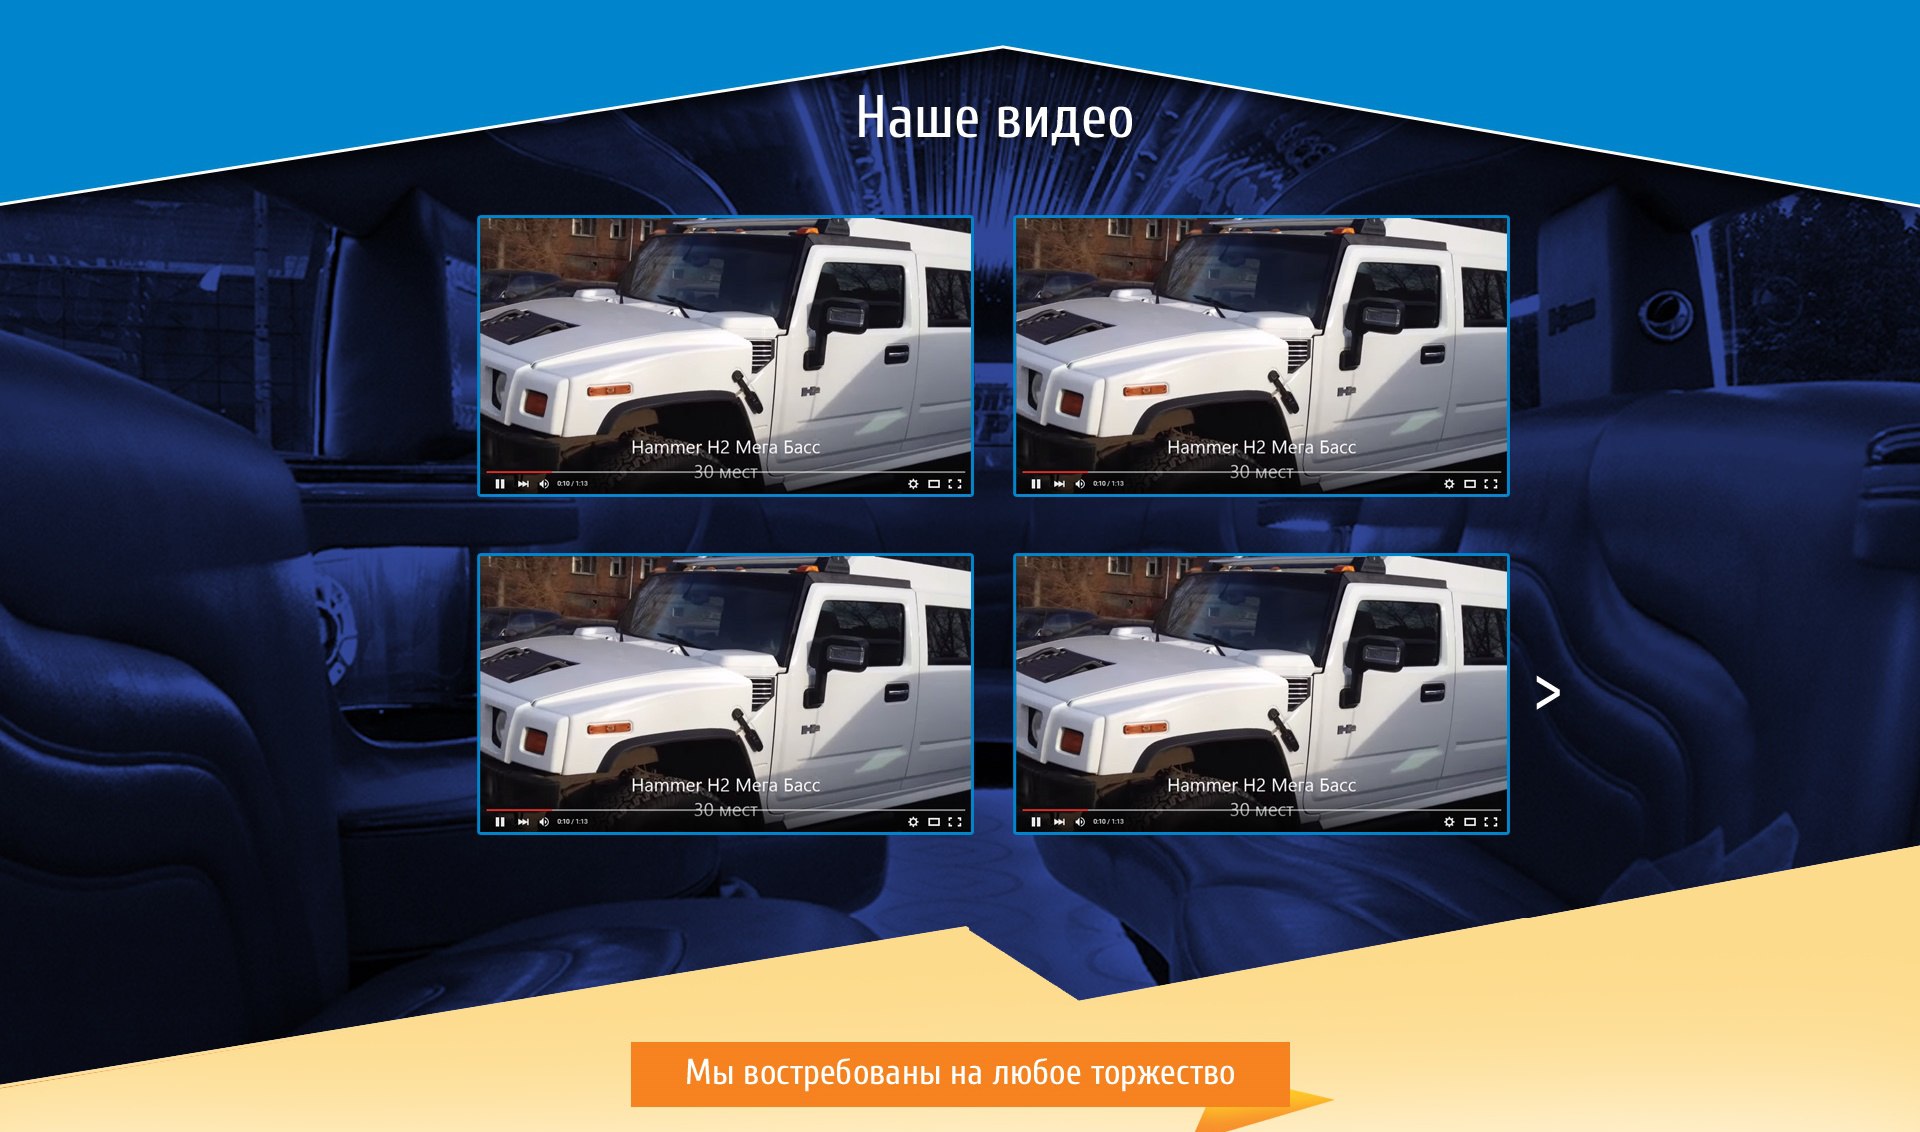 Наше видео
Hammer H2 Мега Басс
30 мест
0:10 / 1:13
Hammer H2 Мега Басс
30 мест
0:10 / 1:13
Hammer H2 Мега Басс
30 мест
0:10 / 1:13
Hammer H2 Мега Басс
30 мест
0:10 / 1:13
>
Мы востребованы на любое торжество